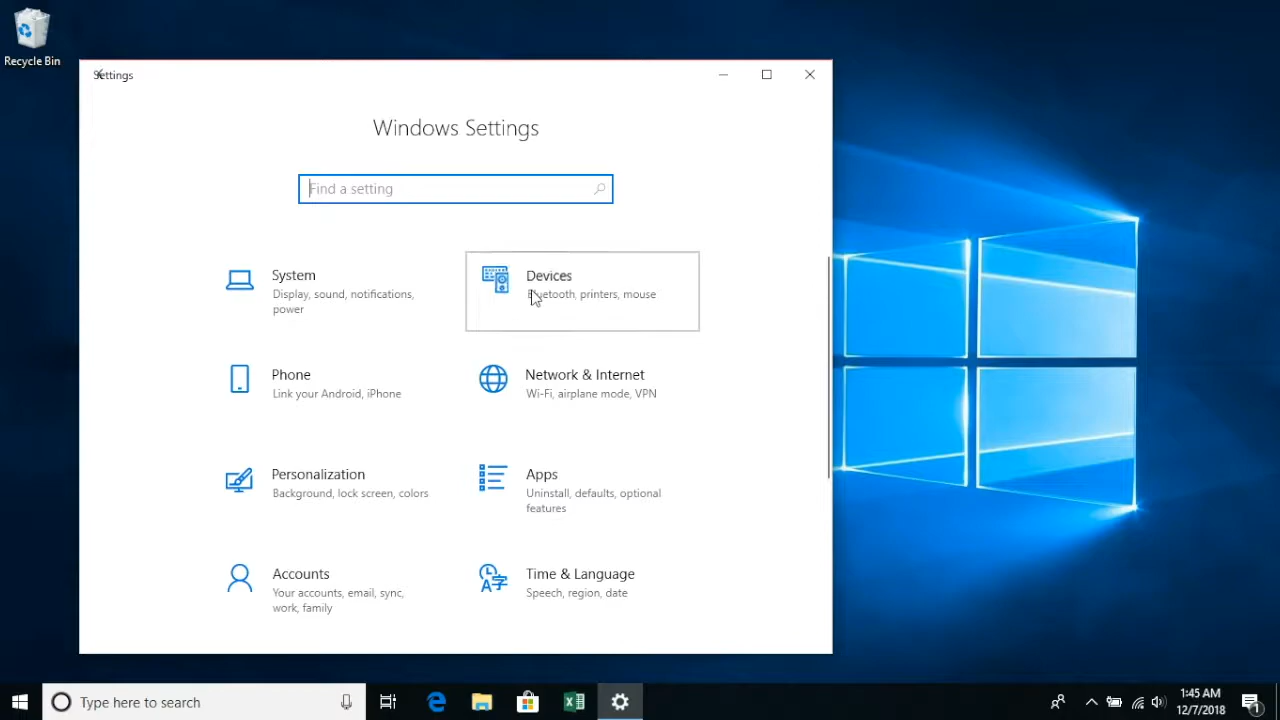 Recycle Bin
Settings
Windows Settings
Find a setting
System
Display, sound, notifications,
power
Devices
Bluetooth, printers, mouse
Phone
Link your Android, iPhone
Network & Internet
Wi-Fi, airplane mode, VPN
Personalization
Background, lock screen, colors
Apps
Uninstall, defaults, optional
features
Accounts
Your accounts, email, sync,
work, family
Time & Language
Speech, region, date
Type here to search
1:45 AM
12/7/2018
1